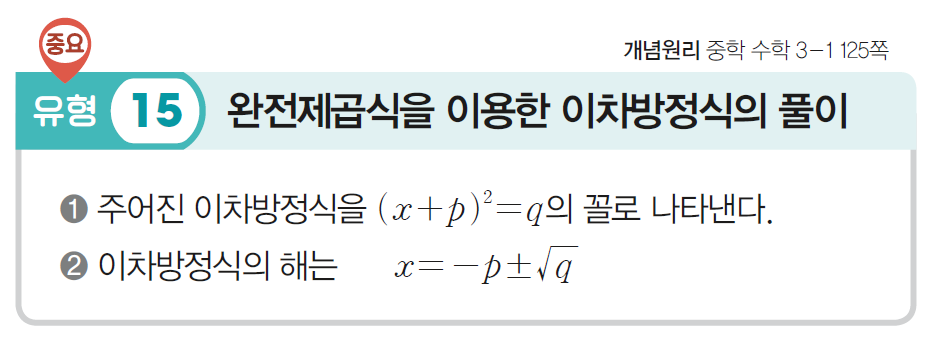 중요
개념원리 중학 수학 3-1 125쪽
유형 15 완전제곱식을 이용한 이차방정식의 풀이
❶ 주어진 이차방정식을 (x+p)²=q의 꼴로 나타낸다.
❷ 이차방정식의 해는 x=-p±√q